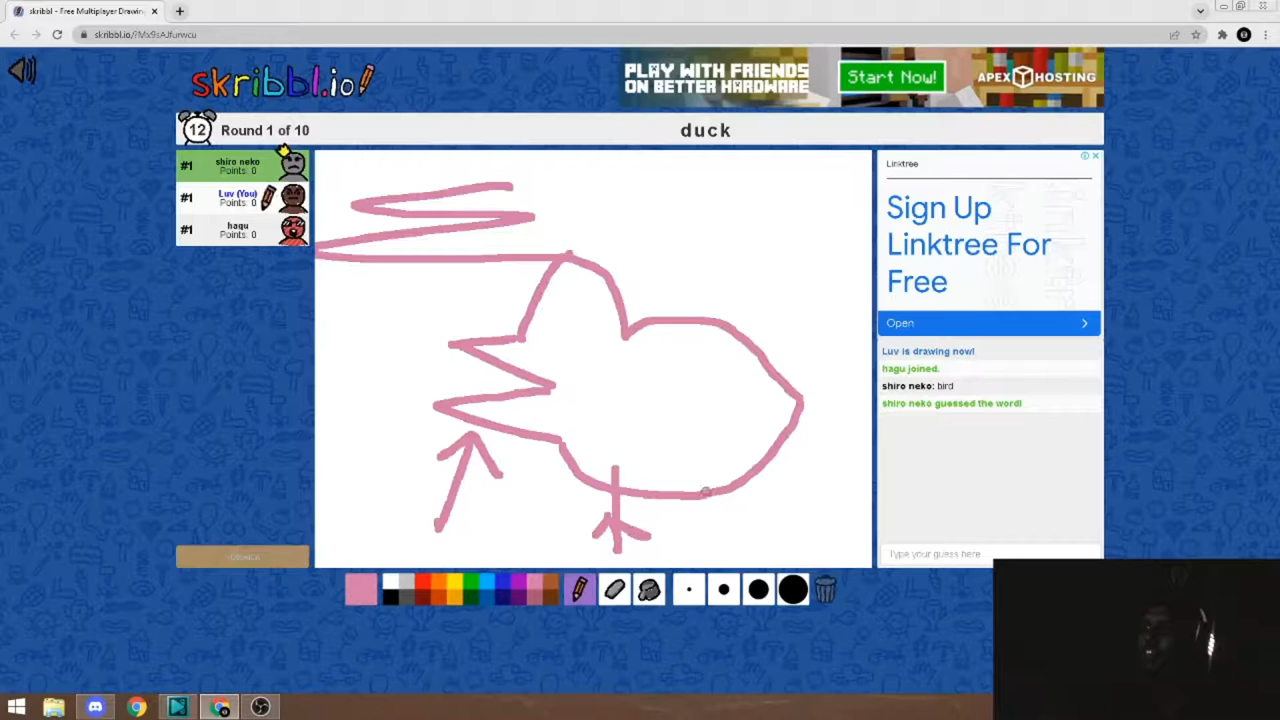 skribbl - Free Multiplayer Drawin
skribbl.io/?Mx9sAJfurwcu
skribbl.io
PLAY WITH FRIENDS
ON BETTER HARDWARE
Start Now!
APEX HOSTING
12
Round 1 of 10
duck
#1
shiro neko
Points: 0
#1
Luv (You)
Points: 0
#1
hagu
Points: 0
Linktree
Sign Up
Linktree For
Free
Open
Luv is drawing now!
hagu joined.
shiro neko: bird
shiro neko guessed the word!
Type your guess here